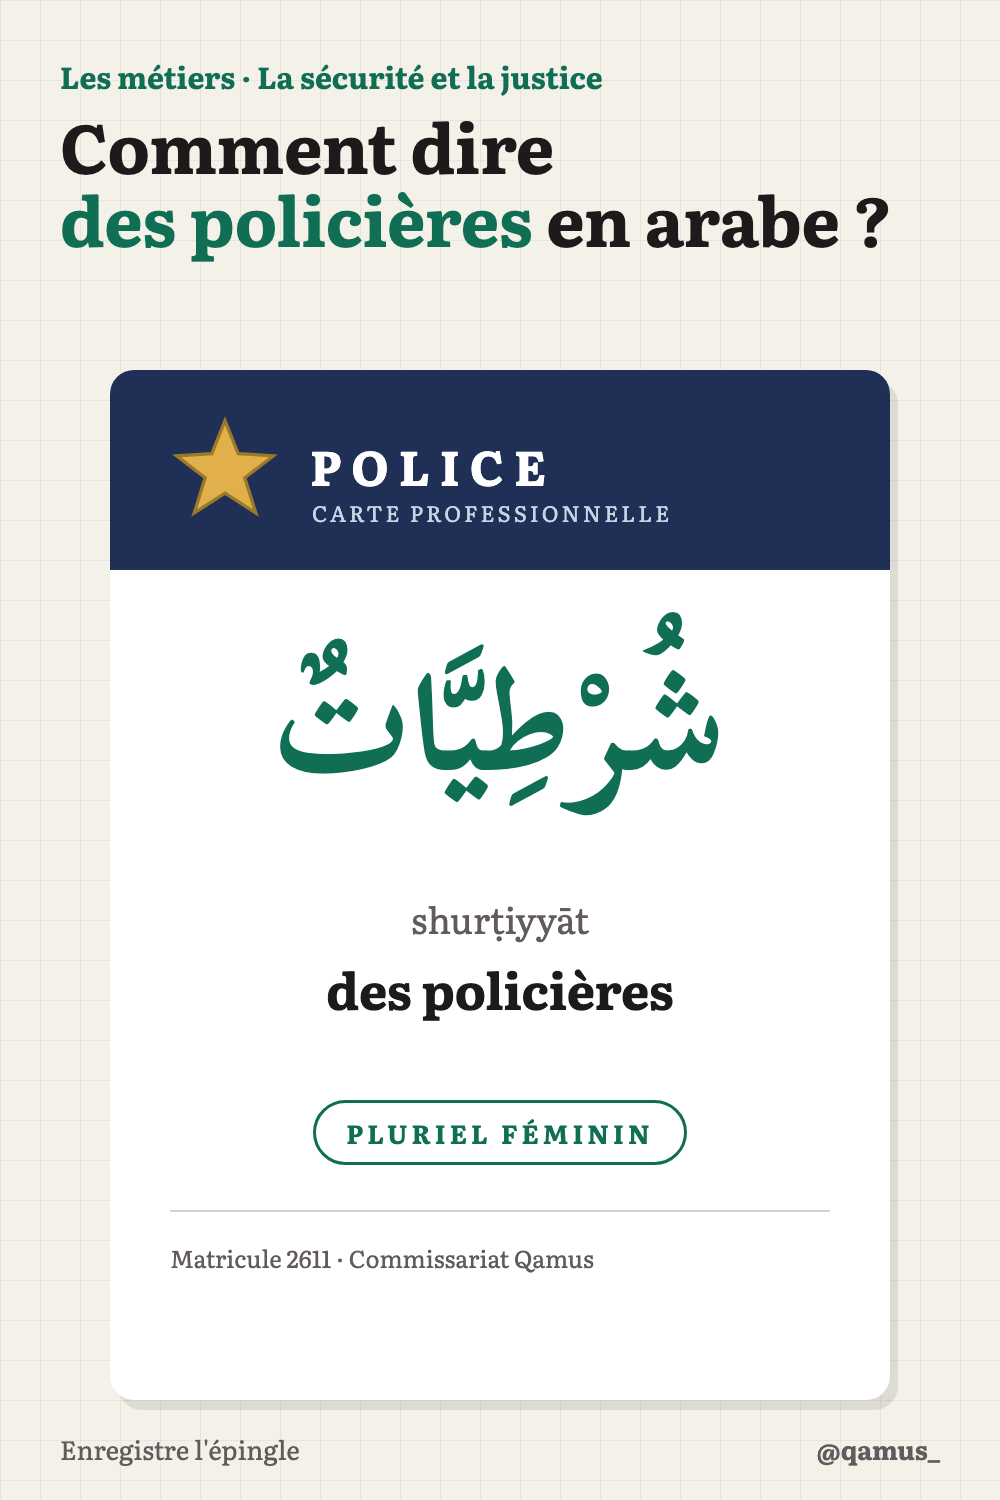 Les métiers · La sécurité et la justice
Comment dire
des policières en arabe ?
POLICE
CARTE PROFESSIONNELLE
شُرْطِيَّاتٌ
shurṭiyyāt
des policières
PLURIEL FÉMININ
Matricule 2611 · Commissariat Qamus
Enregistre l'épingle
@qamus_